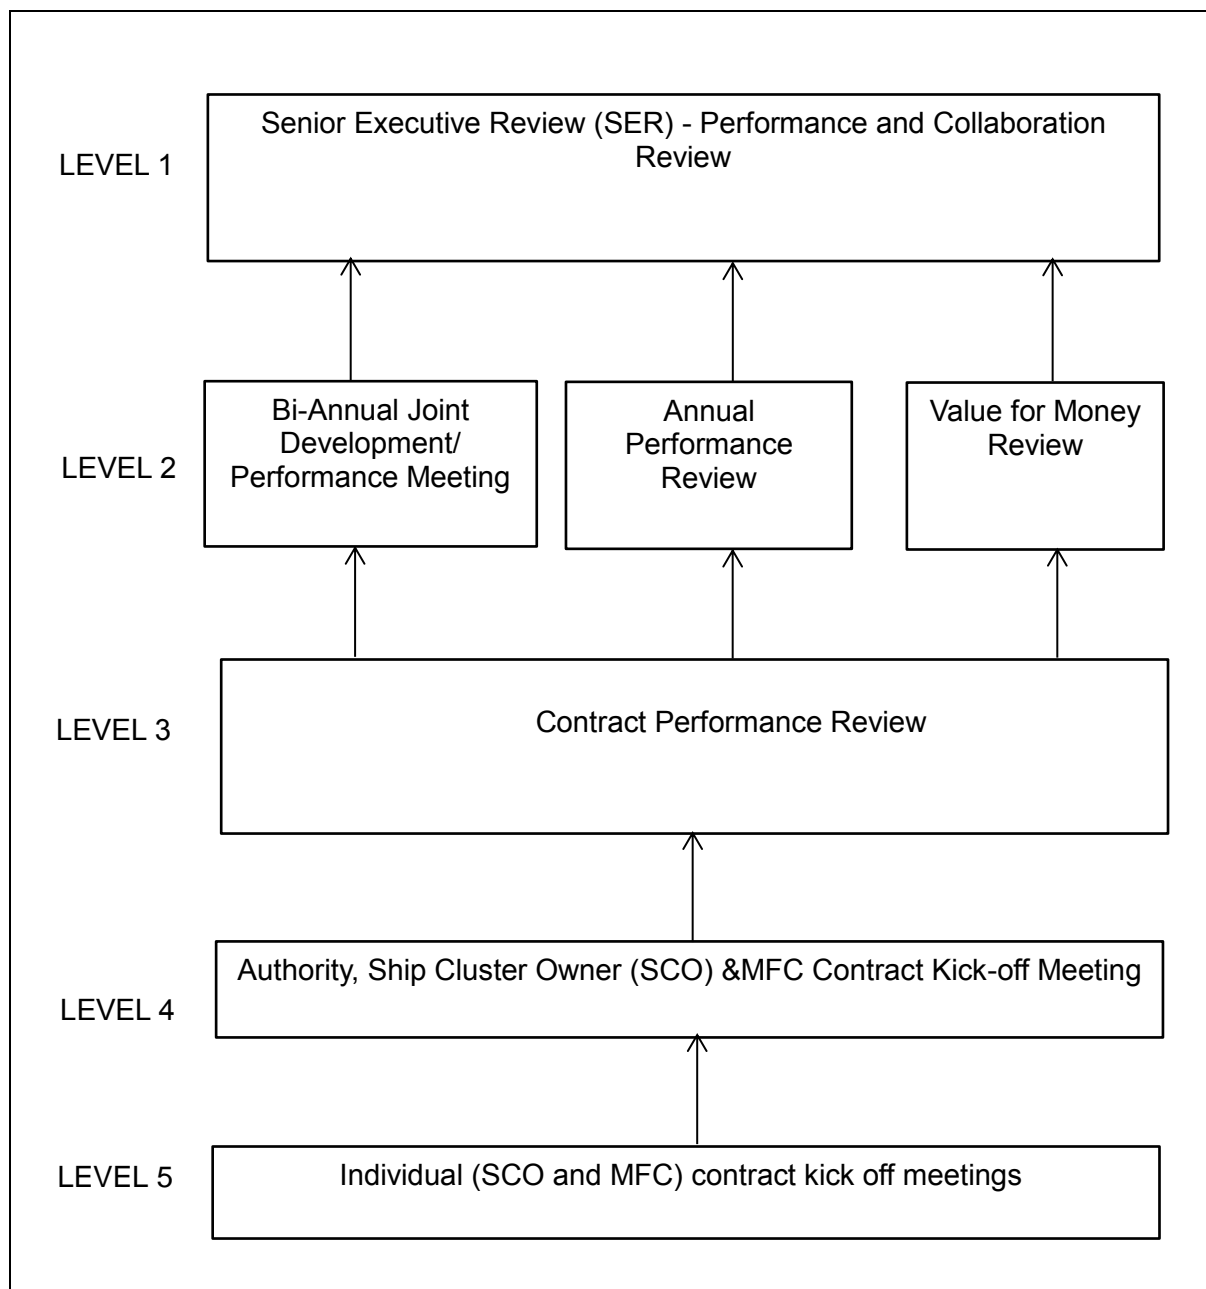 LEVEL 1
Senior Executive Review (SER) - Performance and Collaboration
Review
LEVEL 2
Bi-Annual Joint
Development/
Performance Meeting
Annual
Performance
Review
Value for Money
Review
LEVEL 3
Contract Performance Review
LEVEL 4
Authority, Ship Cluster Owner (SCO) &MFC Contract Kick-off Meeting
LEVEL 5
Individual (SCO and MFC) contract kick off meetings